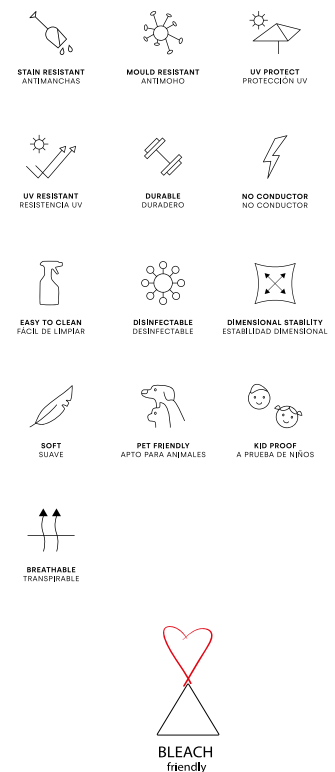 STAIN RESISTANT
ANTIMANCHAS
MOULD RESISTANT
ANTIMOHO
UV PROTECT
PROTECCIÓN UV
UV RESISTANT
RESISTENCIA UV
DURABLE
DURADERO
NO CONDUCTOR
NO CONDUCTOR
EASY TO CLEAN
FÁCIL DE LIMPIAR
DISINFECTABLE
DESINFECTABLE
DIMENSIONAL STABILITY
ESTABILIDAD DIMENSIONAL
SOFT
SUAVE
PET FRIENDLY
APTO PARA ANIMALES
KID PROOF
A PRUEBA DE NIÑOS
BREATHABLE
TRANSPIRABLE
BLEACH
friendly